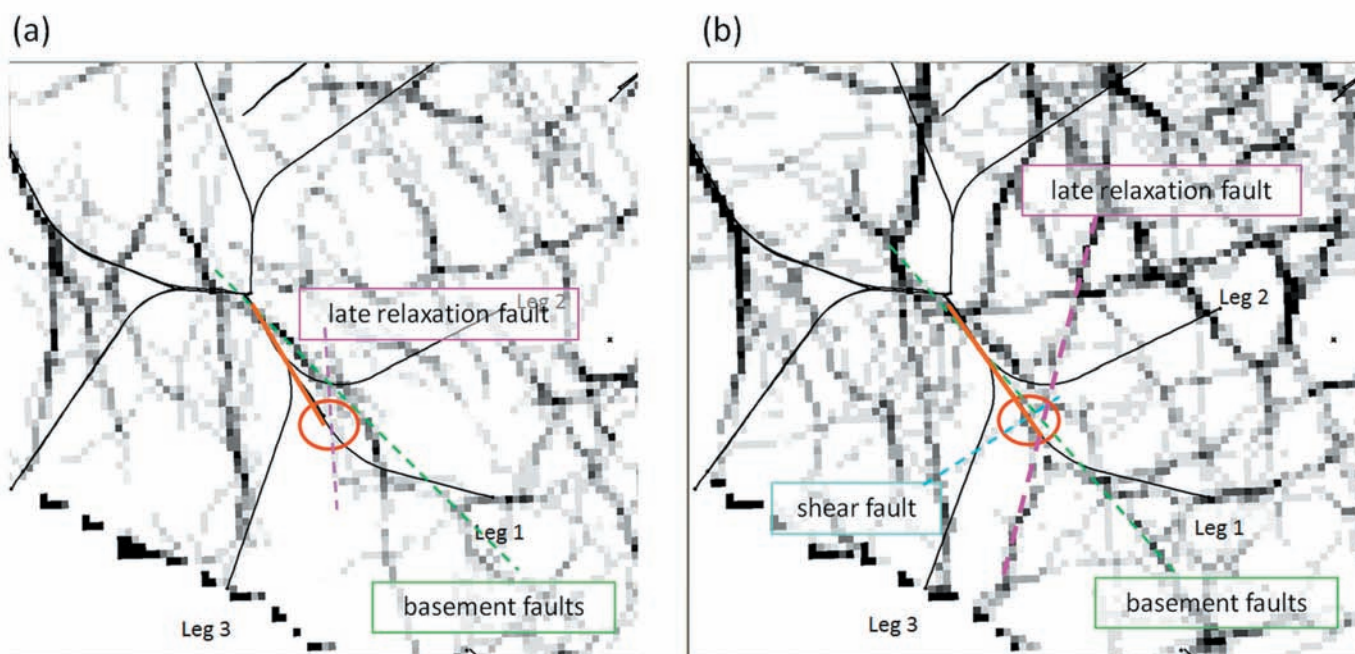 (a)
late relaxation fault
Leg 2
Leg 1
basement faults
Leg 3
(b)
late relaxation fault
Leg 2
shear fault
Leg 1
basement faults
Leg 3